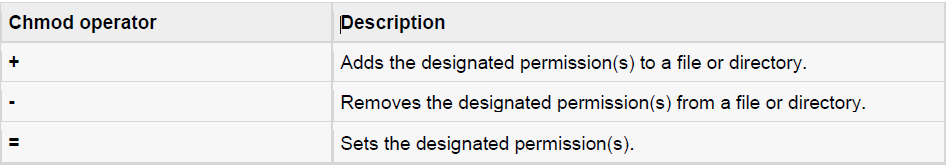 Chmod operator Description
+ Adds the designated permission(s) to a file or directory.
- Removes the designated permission(s) from a file or directory.
= Sets the designated permission(s).